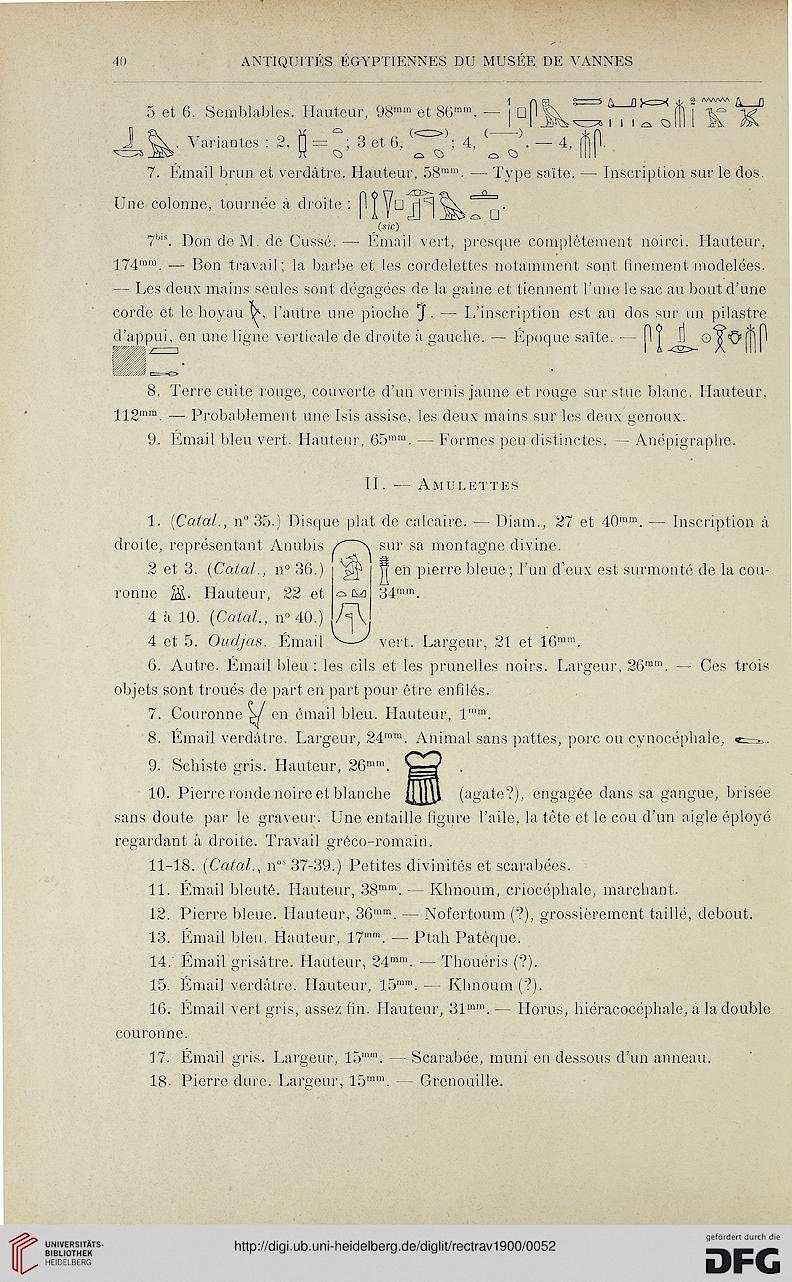 40 ANTIQUITÉS ÉGYPTIENNES DU MUSÉE DE VANNES
5 et 6. Semblables. Hauteur, 98mm et 86mm. —
Variantes : 2, = ; 3 et 6, ( ) ; 4, ( ) . — 4, .
7. Émail brun et verdâtre. Hauteur, 58mm. — Type saïte. — Inscription sur le dos.
Une colonne, tournée à droite : .
(sic)
7bis. Don de M. de Cussé. — Émail vert, presque complètement noirci. Hauteur,
174mm. — Bon travail; la barbe et les cordelettes notamment sont finement modelées.
— Les deux mains seules sont dégagées de la gaine et tiennent l'une le sac au bout d'une
corde et le hoyau , l'autre une pioche . — L'inscription est au dos sur un pilastre
d'appui, en une ligne verticale de droite à gauche. — Époque saïte. —
8. Terre cuite rouge, couverte d'un vernis jaune et rouge sur stuc blanc. Hauteur,
112mm. — Probablement une Isis assise, les deux mains sur les deux genoux.
9. Émail bleu vert. Hauteur, 65mm. — Formes peu distinctes. — Anépigraphe.
II. — AMULETTES
1. (Catal., n° 35.) Disque plat de calcaire. — Diam., 27 et 40mm. — Inscription à
droite, représentant Anubis sur sa montagne divine.
2 et 3. (Catal., n° 36.) en pierre bleue; l'un d'eux est surmonté de la cou-
ronne . Hauteur, 22 et 34mm.
4 à 10. (Catal., n° 40.)
4 et 5. Oudjas. Émail vert. Largeur, 21 et 16mm.
6. Autre. Émail bleu : les cils et les prunelles noirs. Largeur, 26mm. — Ces trois
objets sont troués de part en part pour être enfilés.
7. Couronne en émail bleu. Hauteur, 1mm.
8. Émail verdâtre. Largeur, 24mm. Animal sans pattes, porc ou cynocéphale, .
9. Schiste gris. Hauteur, 26mm. .
10. Pierre ronde noire et blanche (agate?), engagée dans sa gangue, brisée
sans doute par le graveur. Une entaille figure l'aile, la tête et le cou d'un aigle éployé
regardant à droite. Travail gréco-romain.
11-18. (Catal., nos 37-39.) Petites divinités et scarabées.
11. Émail bleuté. Hauteur, 38mm. — Khnoum, criocéphale, marchant.
12. Pierre bleue. Hauteur, 36mm. — Nofertoum (?), grossièrement taillé, debout.
13. Émail bleu. Hauteur, 17mm. — Ptah Patèque.
14. Émail grisâtre. Hauteur, 24mm. — Thouéris (?).
15. Émail verdâtre. Hauteur, 15mm. — Khnoum (?).
16. Émail vert gris, assez fin. Hauteur, 31mm. — Horus, hiéracocéphale, à la double
couronne.
17. Émail gris. Largeur, 15mm. — Scarabée, muni en dessous d'un anneau.
18. Pierre dure. Largeur, 15mm. — Grenouille.
UNIVERSITÄTS-
BIBLIOTHEK
HEIDELBERG
http://digi.ub.uni-heidelberg.de/diglit/rectrav1900/0052
gefördert durch die
DFG